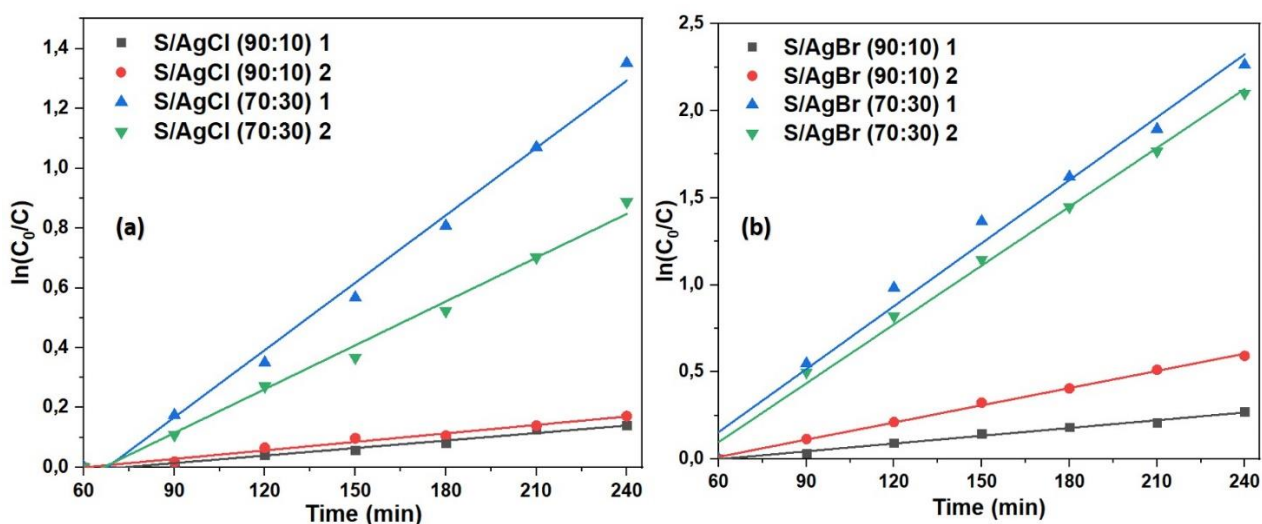 S/AgCl (90:10) 1
S/AgCl (90:10) 2
S/AgCl (70:30) 1
S/AgCl (70:30) 2
(a)
ln(C₀/C)
1,4
1,2
1,0
0,8
0,6
0,4
0,2
0,0
60 90 120 150 180 210 240
Time (min)
S/AgBr (90:10) 1
S/AgBr (90:10) 2
S/AgBr (70:30) 1
S/AgBr (70:30) 2
(b)
ln(C₀/C)
2,5
2,0
1,5
1,0
0,5
0,0
60 90 120 150 180 210 240
Time (min)